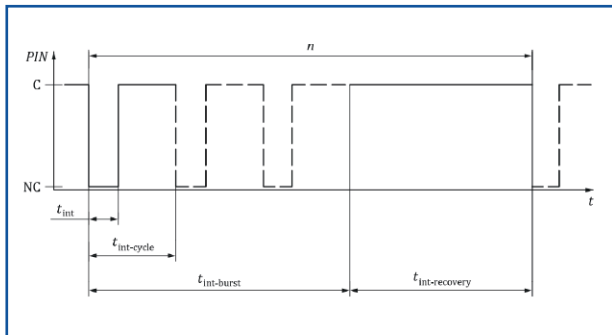 n
PIN
C
NC
t
t_int
t_int-cycle
t_int-burst
t_int-recovery